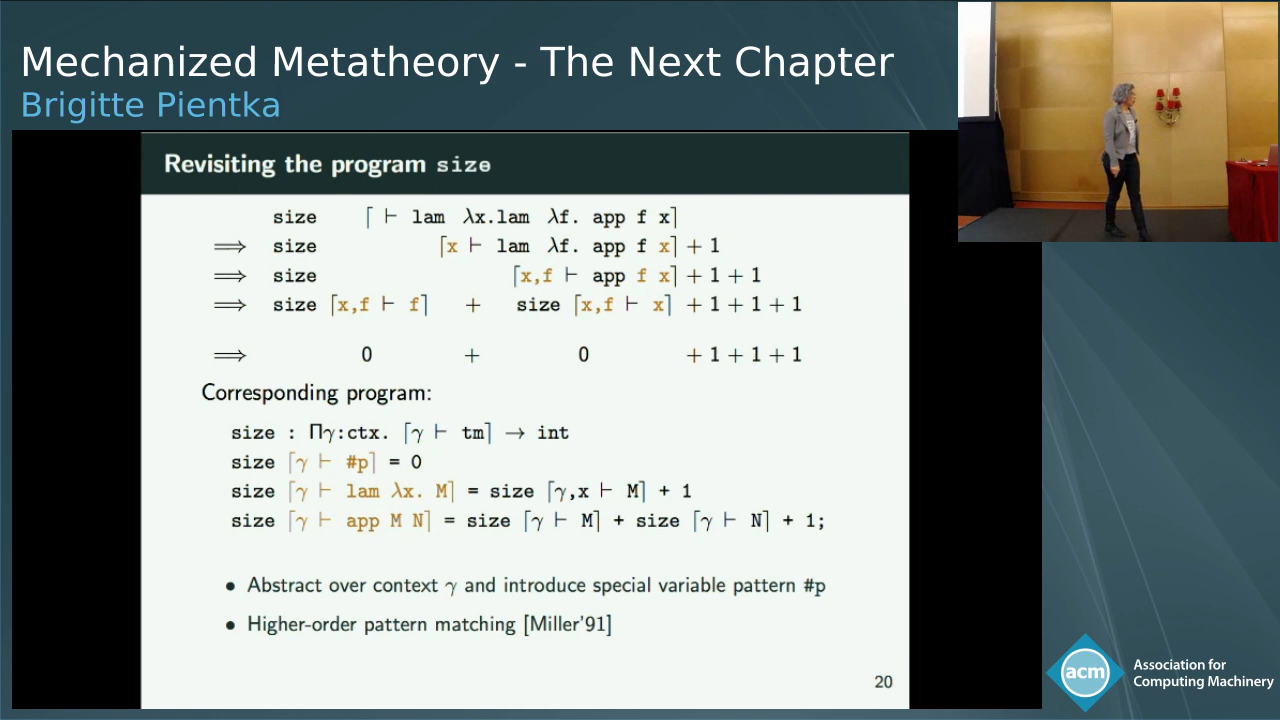 Mechanized Metatheory - The Next Chapter
Brigitte Pientka
Revisiting the program size
size ⌈ ⊢ lam λx.lam λf. app f x⌉
⟹ size ⌈x ⊢ lam λf. app f x⌉ + 1
⟹ size ⌈x,f ⊢ app f x⌉ + 1 + 1
⟹ size ⌈x,f ⊢ f⌉ + size ⌈x,f ⊢ x⌉ + 1 + 1 + 1
⟹ 0 + 0 + 1 + 1 + 1
Corresponding program:
size : Πγ:ctx. ⌈γ ⊢ tm⌉ → int
size ⌈γ ⊢ #p⌉ = 0
size ⌈γ ⊢ lam λx. M⌉ = size ⌈γ,x ⊢ M⌉ + 1
size ⌈γ ⊢ app M N⌉ = size ⌈γ ⊢ M⌉ + size ⌈γ ⊢ N⌉ + 1;
• Abstract over context γ and introduce special variable pattern #p
• Higher-order pattern matching [Miller'91]
20
acm
Association for
Computing Machinery